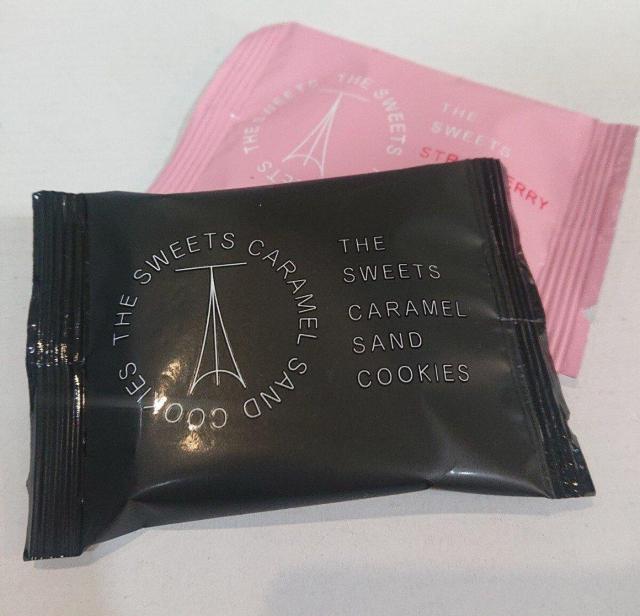 THE SWEETS
THE
SWEETS
THE SWEETS CARAMEL SAND COOKIES
THE
SWEETS
CARAMEL
SAND
COOKIES